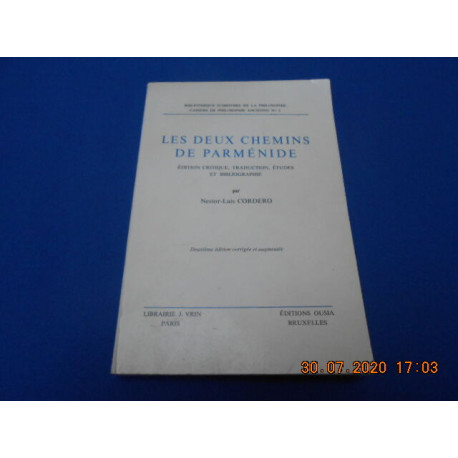 BIBLIOTHÈQUE D'HISTOIRE DE LA PHILOSOPHIE
CAHIERS DE PHILOSOPHIE ANCIENNE N° 2
LES DEUX CHEMINS
DE PARMÉNIDE
ÉDITION CRITIQUE, TRADUCTION, ÉTUDES
ET BIBLIOGRAPHIE
par
Nestor-Luis CORDERO
Deuxième édition corrigée et augmentée
LIBRAIRIE J. VRIN ÉDITIONS OUSIA
PARIS BRUXELLES
30.07.2020 17:03